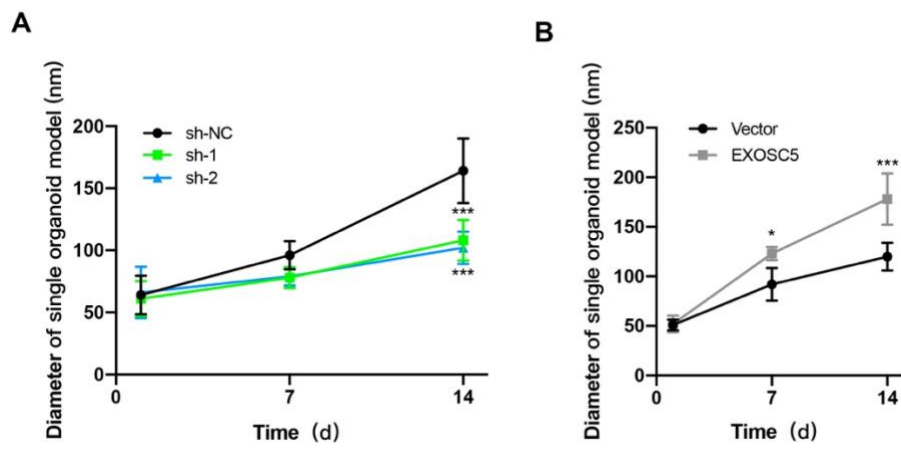 A
Diameter of single organoid model (nm)
200
150
100
50
0
sh-NC
sh-1
sh-2
***
***
0 7 14
Time (d)
B
Diameter of single organoid model (nm)
250
200
150
100
50
0
Vector
EXOSC5
*
***
0 7 14
Time (d)